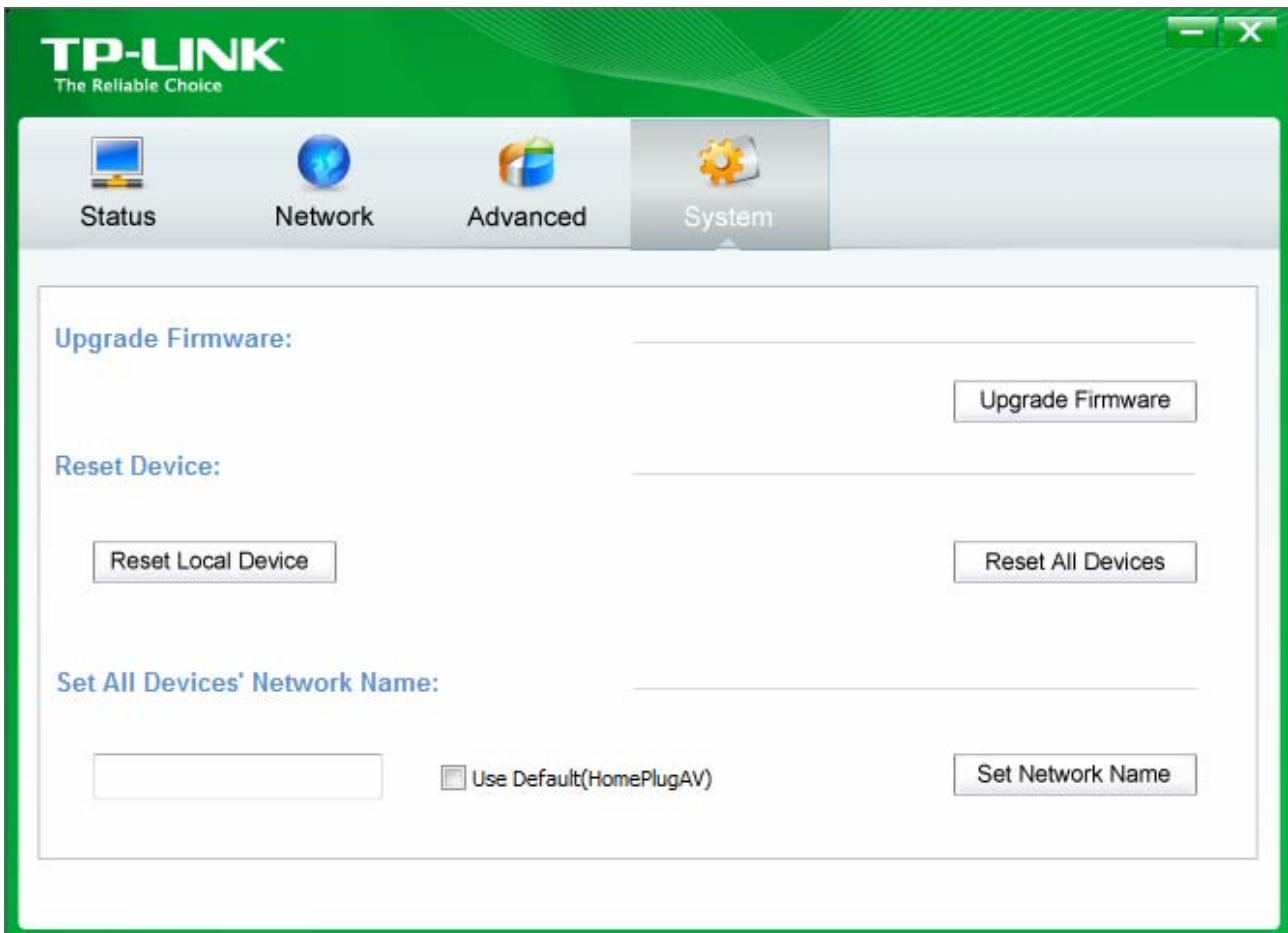 TP-LINK
The Reliable Choice
Status
Network
Advanced
System
Upgrade Firmware:
Upgrade Firmware
Reset Device:
Reset Local Device
Reset All Devices
Set All Devices' Network Name:
Use Default(HomePlugAV)
Set Network Name